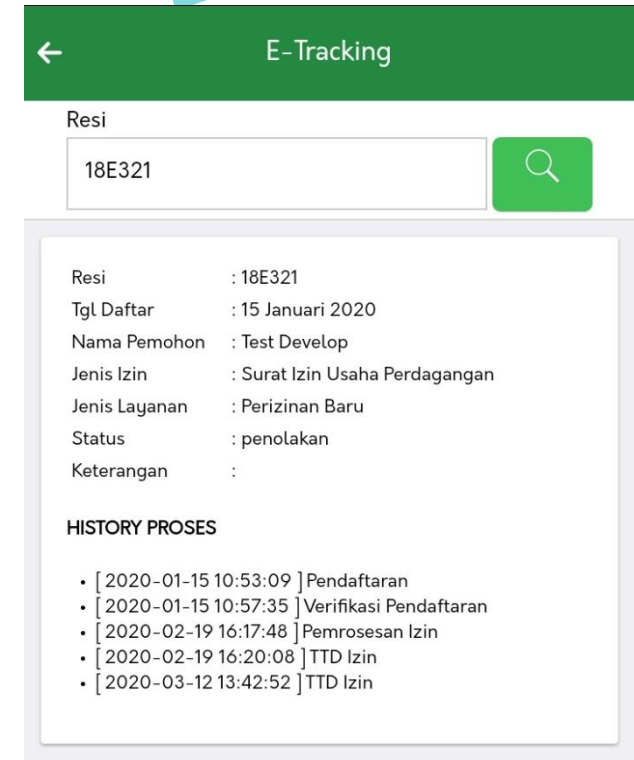 E-Tracking
Resi
18E321
Resi : 18E321
Tgl Daftar : 15 Januari 2020
Nama Pemohon : Test Develop
Jenis Izin : Surat Izin Usaha Perdagangan
Jenis Layanan : Perizinan Baru
Status : penolakan
Keterangan :
HISTORY PROSES
• [ 2020-01-15 10:53:09 ] Pendaftaran
• [ 2020-01-15 10:57:35 ] Verifikasi Pendaftaran
• [ 2020-02-19 16:17:48 ] Pemrosesan Izin
• [ 2020-02-19 16:20:08 ] TTD Izin
• [ 2020-03-12 13:42:52 ] TTD Izin